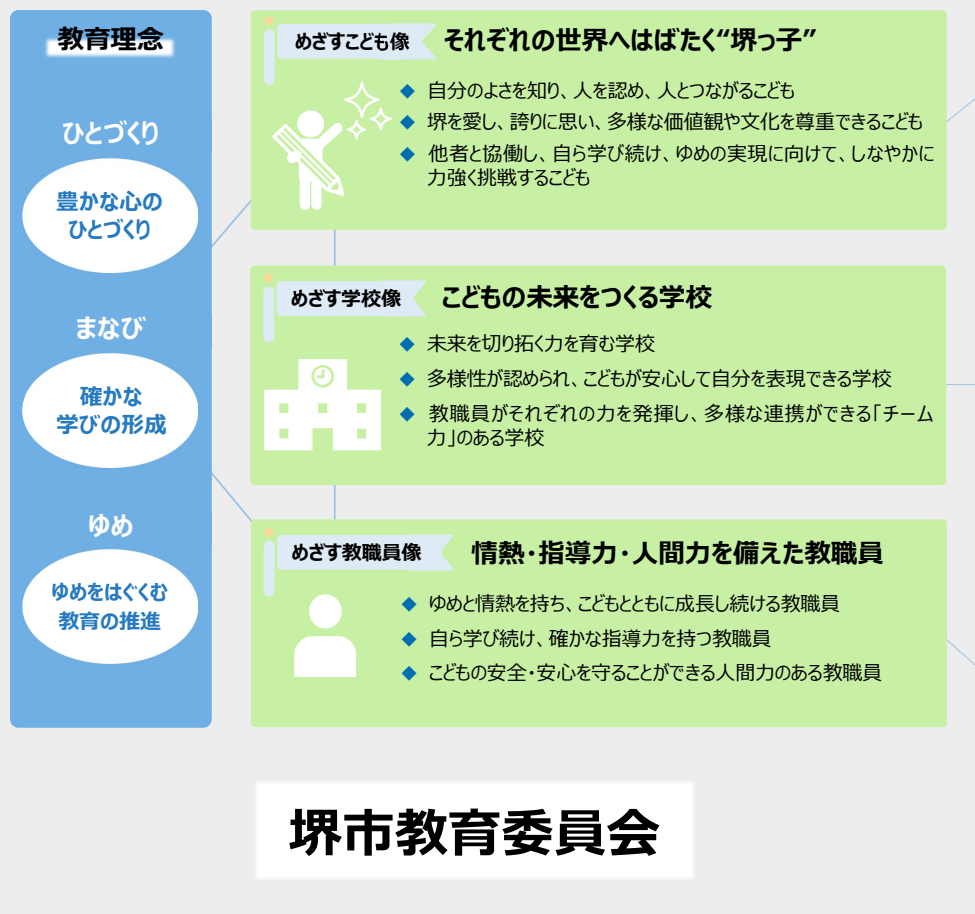 教育理念
ひとづくり
豊かな心の
ひとづくり
まなび
確かな
学びの形成
ゆめ
ゆめをはぐくむ
教育の推進
めざすこども像
それぞれの世界へはばたく“堺っ子”
◆ 自分のよさを知り、人を認め、人とつながるこども
◆ 堺を愛し、誇りに思い、多様な価値観や文化を尊重できるこども
◆ 他者と協働し、自ら学び続け、ゆめの実現に向けて、しなやかに
力強く挑戦するこども
めざす学校像
こどもの未来をつくる学校
◆ 未来を切り拓く力を育む学校
◆ 多様性が認められ、こどもが安心して自分を表現できる学校
◆ 教職員がそれぞれの力を発揮し、多様な連携ができる「チーム
力」のある学校
めざす教職員像
情熱・指導力・人間力を備えた教職員
◆ ゆめと情熱を持ち、こどもとともに成長し続ける教職員
◆ 自ら学び続け、確かな指導力を持つ教職員
◆ こどもの安全・安心を守ることができる人間力のある教職員
堺市教育委員会